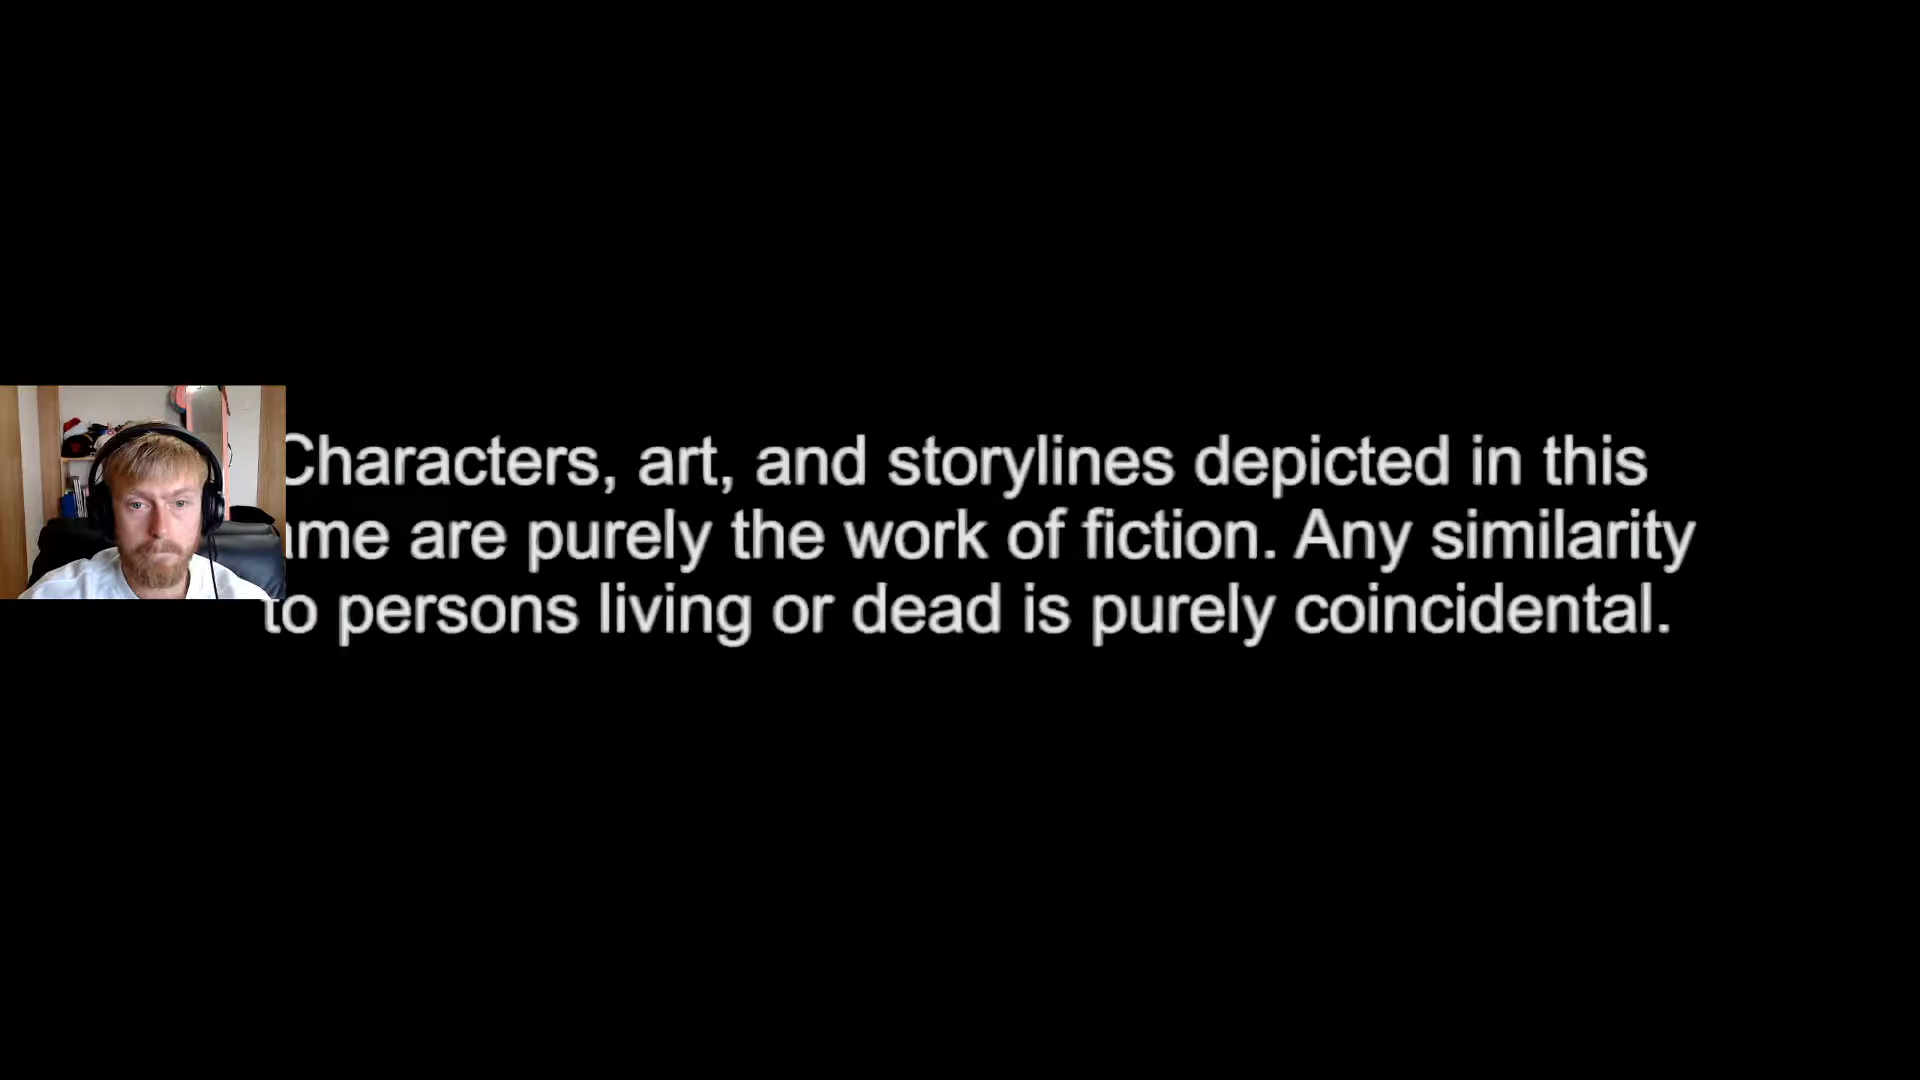 Characters, art, and storylines depicted in this
are purely the work of fiction. Any similarity
to persons living or dead is purely coincidental.